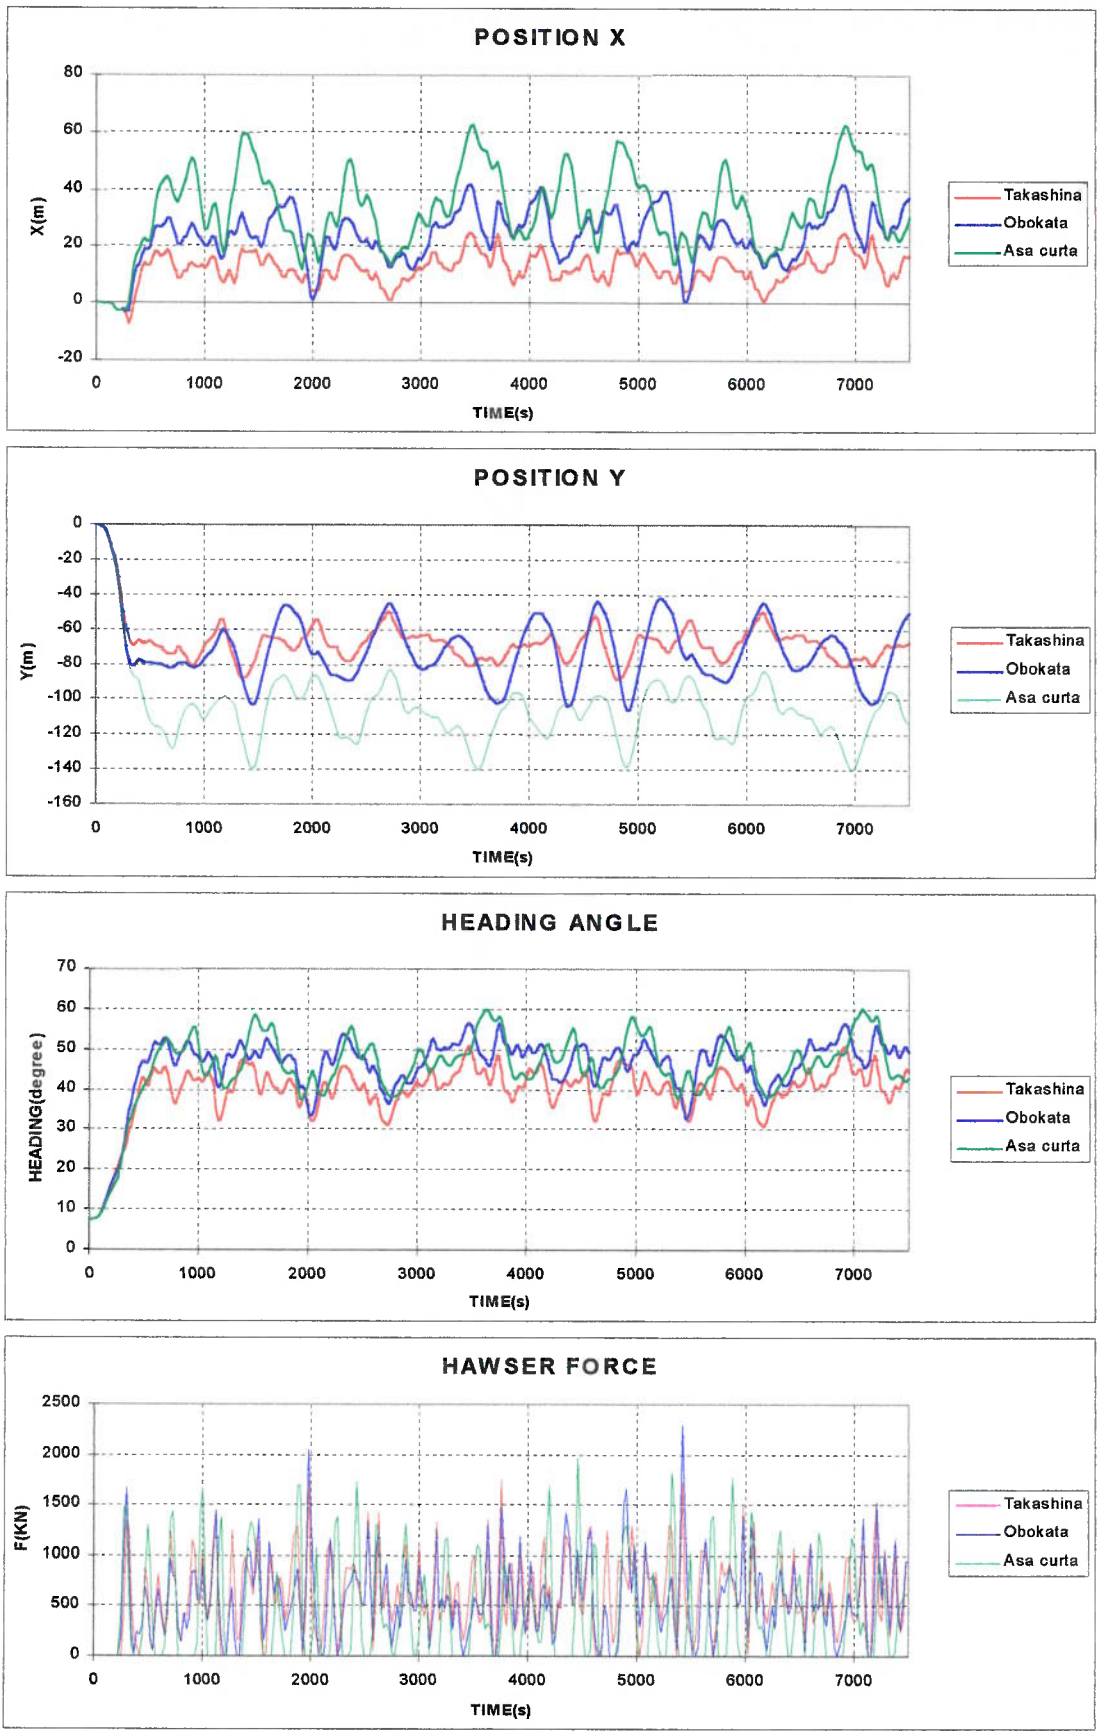 POSITION X
80
60
40
20
0
-20
X(m)
0 1000 2000 3000 4000 5000 6000 7000
TIME(s)
Takashina
Obokata
Asa curta
POSITION Y
0
-20
-40
-60
-80
-100
-120
-140
-160
Y(m)
0 1000 2000 3000 4000 5000 6000 7000
TIME(s)
Takashina
Obokata
Asa curta
HEADING ANGLE
70
60
50
40
30
20
10
0
HEADING(degree)
0 1000 2000 3000 4000 5000 6000 7000
TIME(s)
Takashina
Obokata
Asa curta
HAWSER FORCE
2500
2000
1500
1000
500
0
F(KN)
0 1000 2000 3000 4000 5000 6000 7000
TIME(s)
Takashina
Obokata
Asa curta